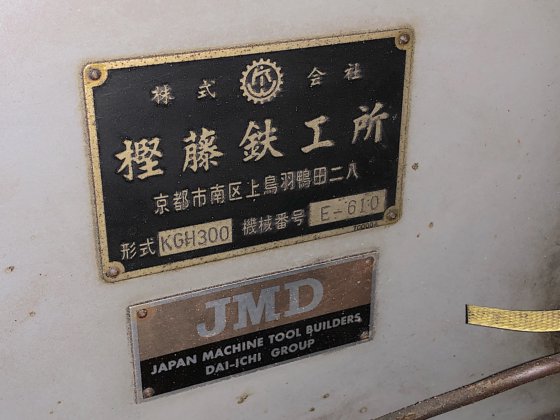 株式 会社
樫藤鉄工所
京都市南区上鳥羽鴨田二八
形式 KGH300 機械番号 E-610
JMD
JAPAN MACHINE TOOL BUILDERS
DAI-ICHI GROUP